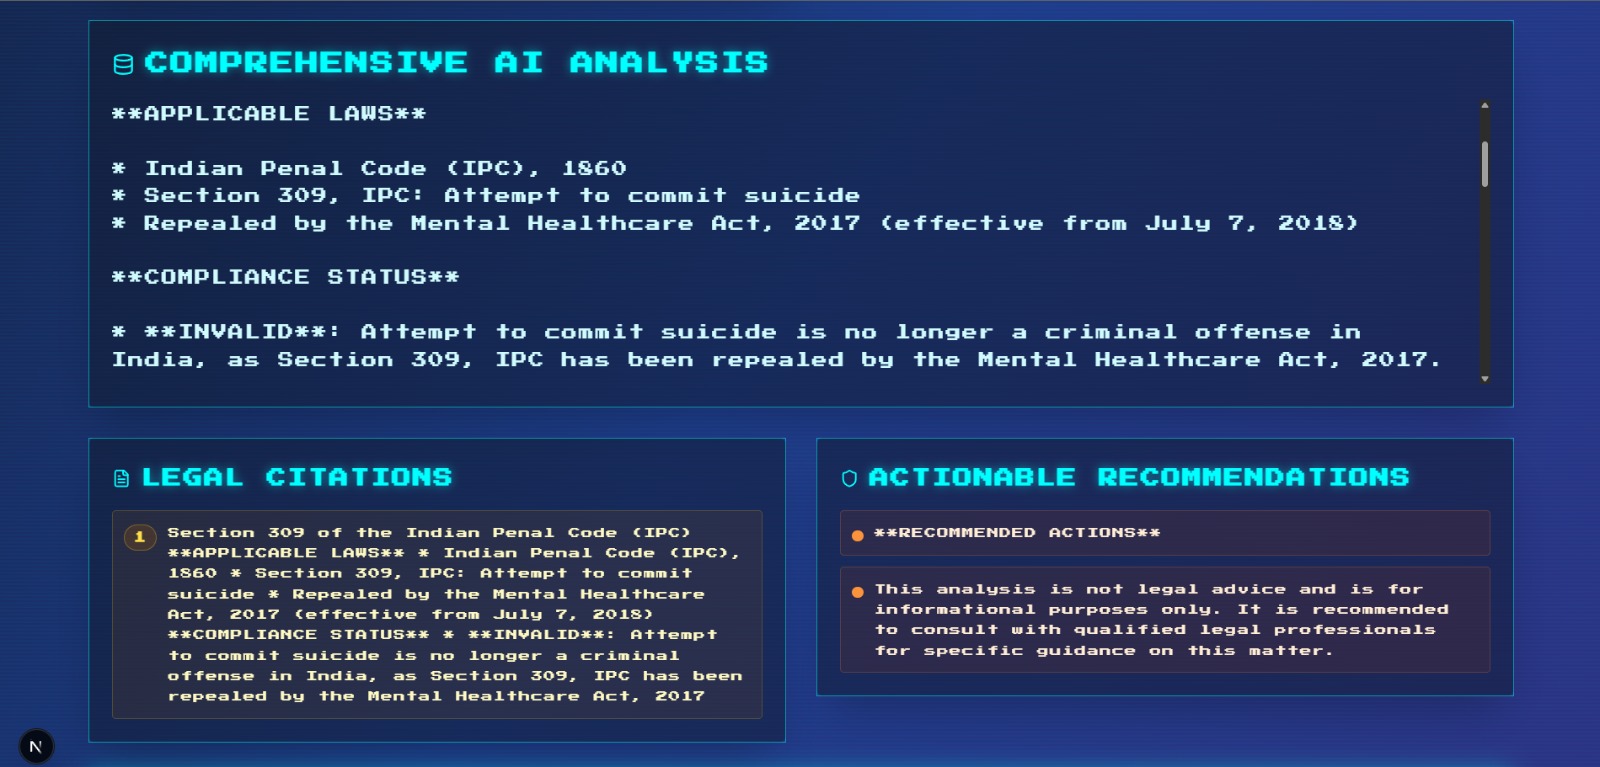 COMPREHENSIVE AI ANALYSIS
**APPLICABLE LAWS**
* Indian Penal Code (IPC), 1860
* Section 309, IPC: Attempt to commit suicide
* Repealed by the Mental Healthcare Act, 2017 (effective from July 7, 2018)
**COMPLIANCE STATUS**
* **INVALID**: Attempt to commit suicide is no longer a criminal offense in
India, as Section 309, IPC has been repealed by the Mental Healthcare Act, 2017.
LEGAL CITATIONS
1
Section 309 of the Indian Penal Code (IPC)
**APPLICABLE LAWS** * Indian Penal Code (IPC),
1860 * Section 309, IPC: Attempt to commit
suicide * Repealed by the Mental Healthcare
Act, 2017 (effective from July 7, 2018)
**COMPLIANCE STATUS** * **INVALID**: Attempt
to commit suicide is no longer a criminal
offense in India, as Section 309, IPC has been
repealed by the Mental Healthcare Act, 2017
ACTIONABLE RECOMMENDATIONS
**RECOMMENDED ACTIONS**
This analysis is not legal advice and is for
informational purposes only. It is recommended
to consult with qualified legal professionals
for specific guidance on this matter.
N